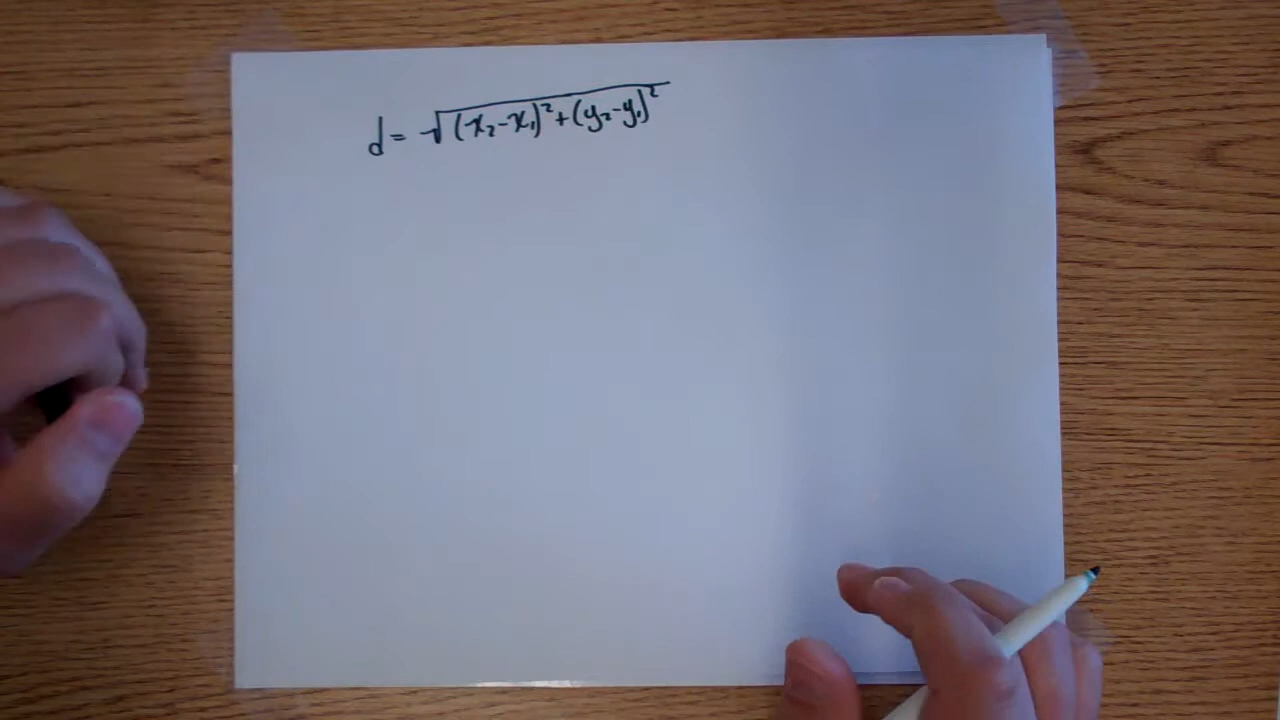 d = √(x₂-x₁)²+(y₂-y₁)²